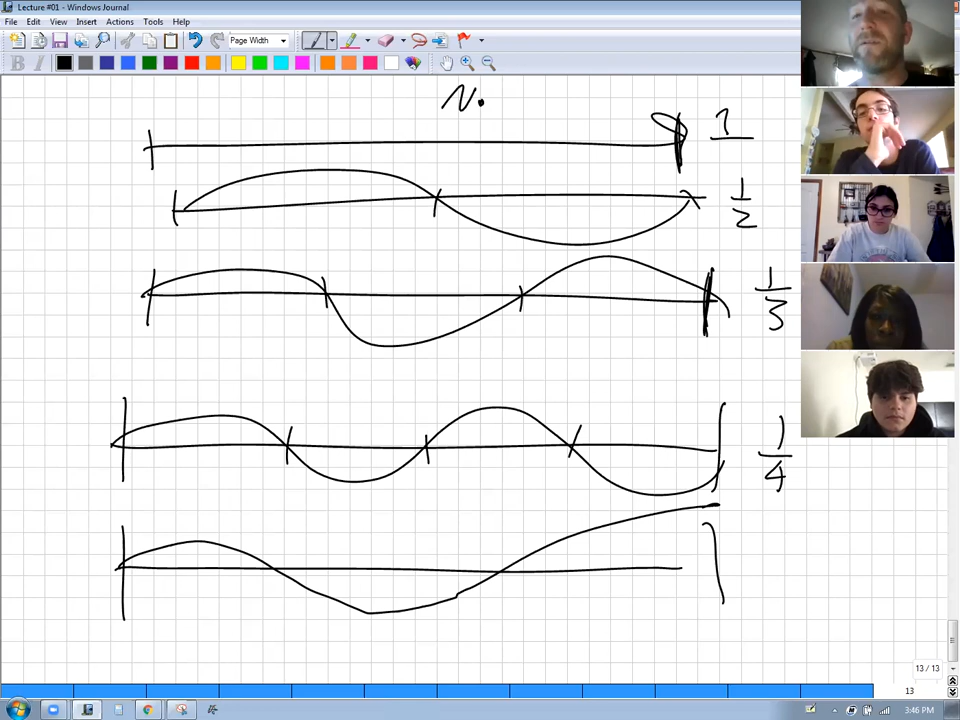 Lecture #01 - Windows Journal
File Edit View Insert Actions Tools Help
Page Width
B I
N.
1
1/2
1/3
1/4
13 / 13
13
3:46 PM